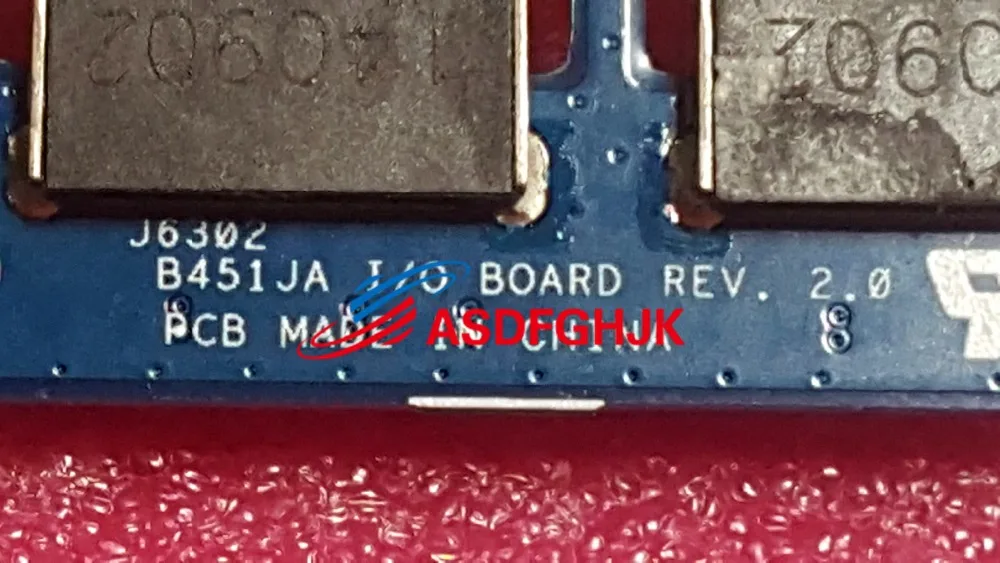 J6302
B451JA I/O BOARD REV. 2.0
PCB MADE IN CHINA
ASDFGHJK